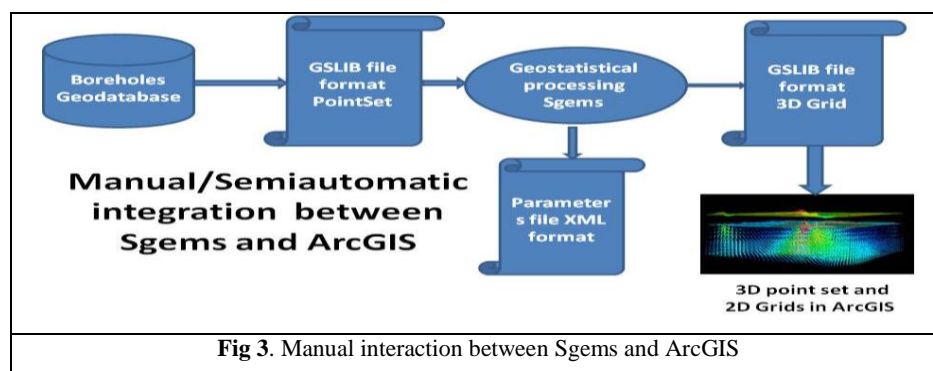 Boreholes
Geodatabase
GSLIB file
format
PointSet
Geostatistical
processing
Sgems
GSLIB file
format
3D Grid
Manual/Semiautomatic
integration between
Sgems and ArcGIS
Parameter
s file XML
format
3D point set and
2D Grids in ArcGIS
Fig 3. Manual interaction between Sgems and ArcGIS